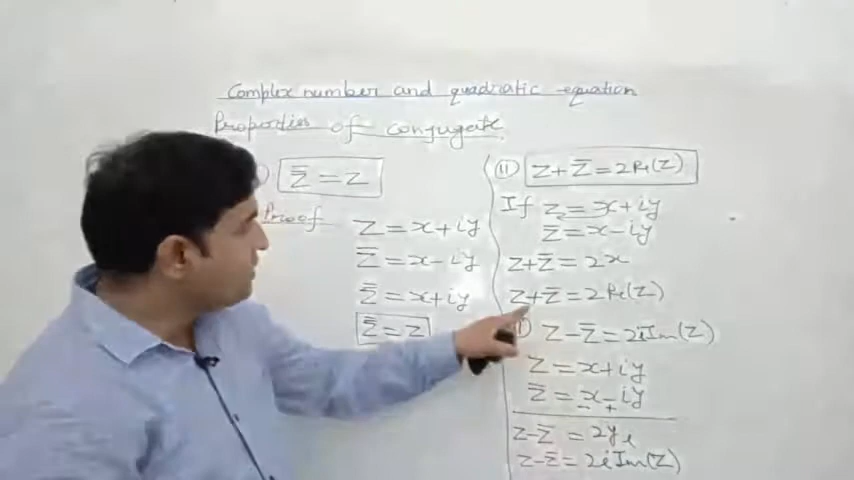 Complex number and quadratic equation
Properties of conjugate.
) z̿ = z
Proof
z = x+iy
z̄ = x-iy
z̿ = x+iy
z̿ = z
(II) z+z̄ = 2Re(z)
If z = x+iy
z̄ = x-iy
z+z̄ = 2x
z+z̄ = 2Re(z)
z-z̄ = 2iIm(z)
z = x+iy
z̄ = x-iy
- +
z-z̄ = 2yi
z-z̄ = 2iIm(z)